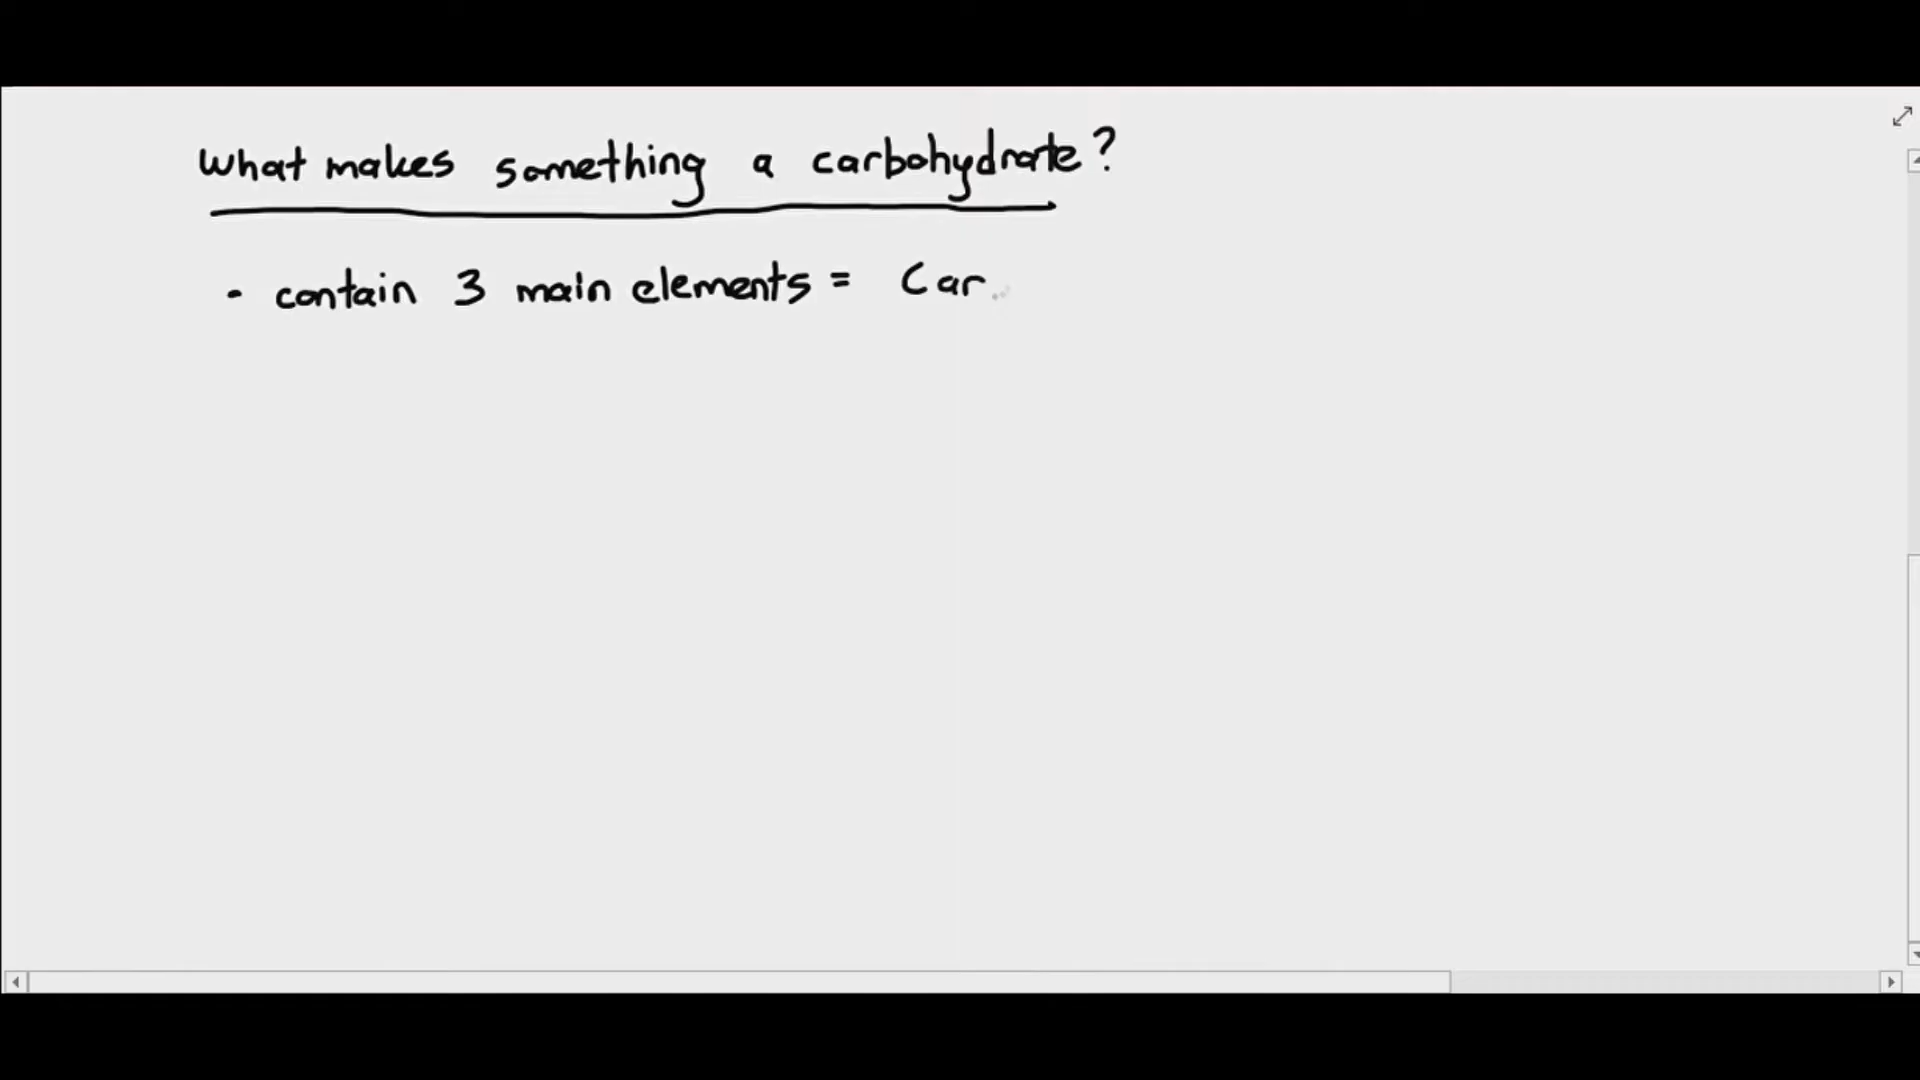 What makes something a carbohydrate?
• contain 3 main elements = Car